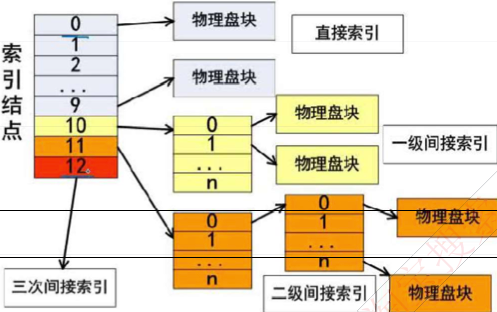 索引结点
0
1
2
...
9
10
11
12
物理盘块
直接索引
物理盘块
0
1
...
n
物理盘块
物理盘块
一级间接索引
0
1
...
n
0
1
...
n
物理盘块
物理盘块
三次间接索引
二级间接索引